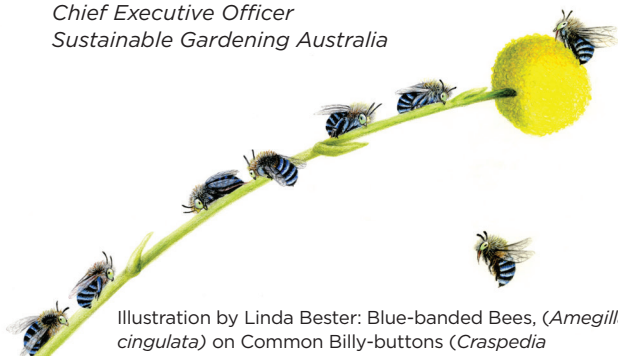 Chief Executive Officer
Sustainable Gardening Australia
Illustration by Linda Bester: Blue-banded Bees, (Amegilla
cingulata) on Common Billy-buttons (Craspedia